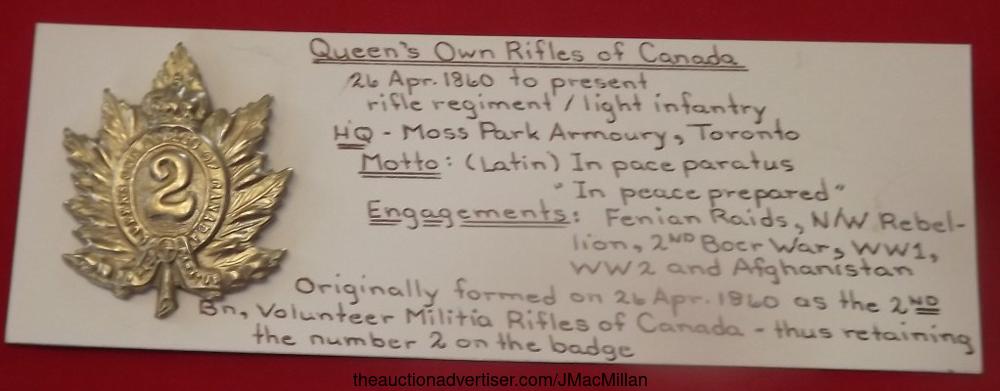 Queen's Own Rifles of Canada
26 Apr. 1860 to present
rifle regiment / light infantry
HQ - Moss Park Armoury, Toronto
Motto: (Latin) In pace paratus
"In peace prepared"
Engagements: Fenian Raids, N/W Rebel-
lion, 2ND Boer War, WW1,
WW2 and Afghanistan
Originally formed on 26 Apr. 1860 as the 2ND
Bn, Volunteer Militia Rifles of Canada - thus retaining
the number 2 on the badge
2
OF CANADA
theauctionadvertiser.com/JMacMillan